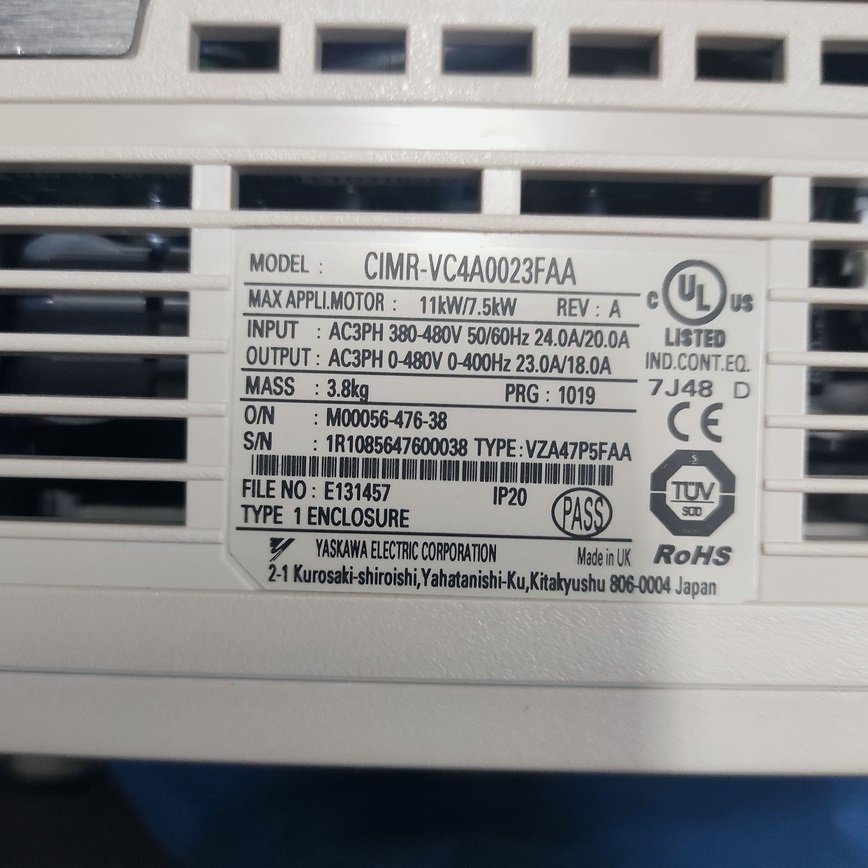 MODEL : CIMR-VC4A0023FAA
MAX APPLI.MOTOR : 11kW/7.5kW REV : A
INPUT : AC3PH 380-480V 50/60Hz 24.0A/20.0A
OUTPUT : AC3PH 0-480V 0-400Hz 23.0A/18.0A
MASS : 3.8kg PRG : 1019
O/N : M00056-476-38
S/N : 1R1085647600038 TYPE : VZA47P5FAA
FILE NO : E131457 IP20
TYPE 1 ENCLOSURE PASS
YASKAWA ELECTRIC CORPORATION Made in UK
2-1 Kurosaki-shiroishi,Yahatanishi-Ku,Kitakyushu 806-0004 Japan
C UL US
LISTED
IND.CONT.EQ.
7J48 D
CE
TÜV
SÜD
RoHS